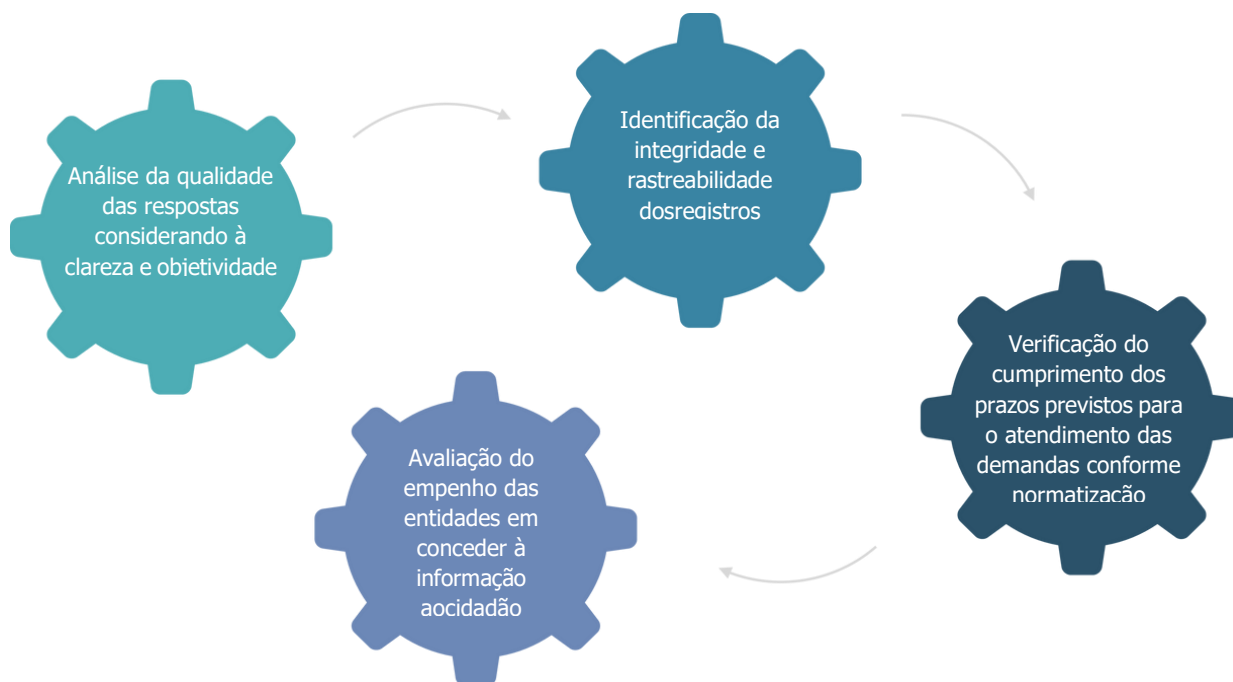 Análise da qualidade
das respostas
considerando à
clareza e objetividade
Identificação da
integridade e
rastreabilidade
dosregistros
Verificação do
cumprimento dos
prazos previstos para
o atendimento das
demandas conforme
normatização
Avaliação do
empenho das
entidades em
conceder à
informação
aocidadão